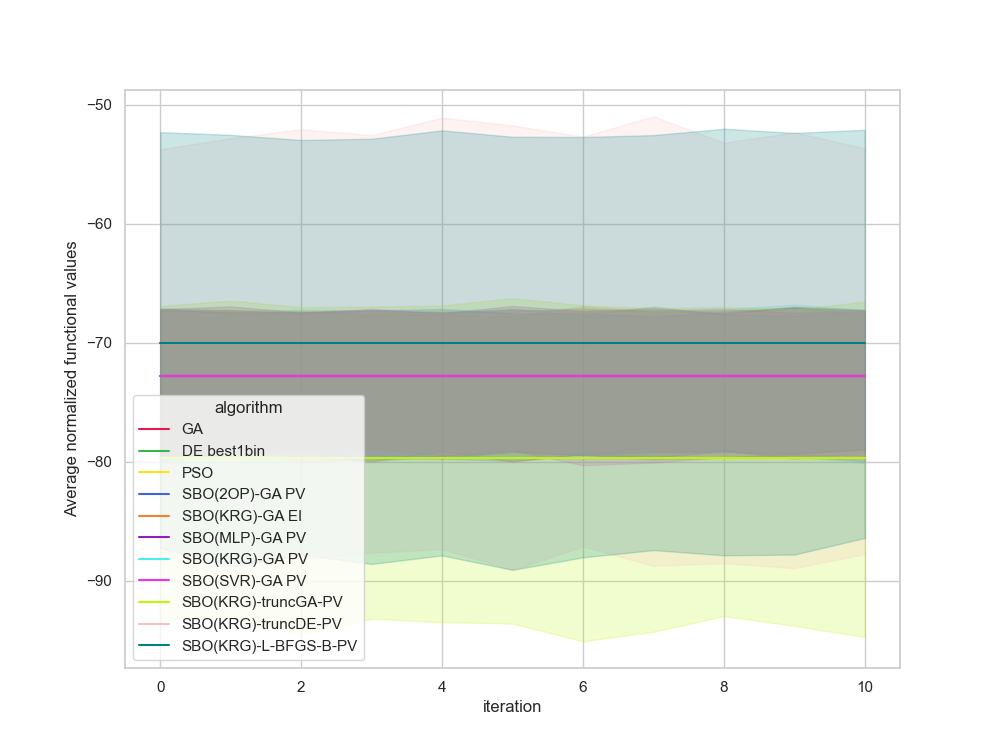 −50
−60
−70
−80
−90
Average normalized functional values
algorithm
GA
DE best1bin
PSO
SBO(2OP)-GA PV
SBO(KRG)-GA EI
SBO(MLP)-GA PV
SBO(KRG)-GA PV
SBO(SVR)-GA PV
SBO(KRG)-truncGA-PV
SBO(KRG)-truncDE-PV
SBO(KRG)-L-BFGS-B-PV
0 2 4 6 8 10
iteration